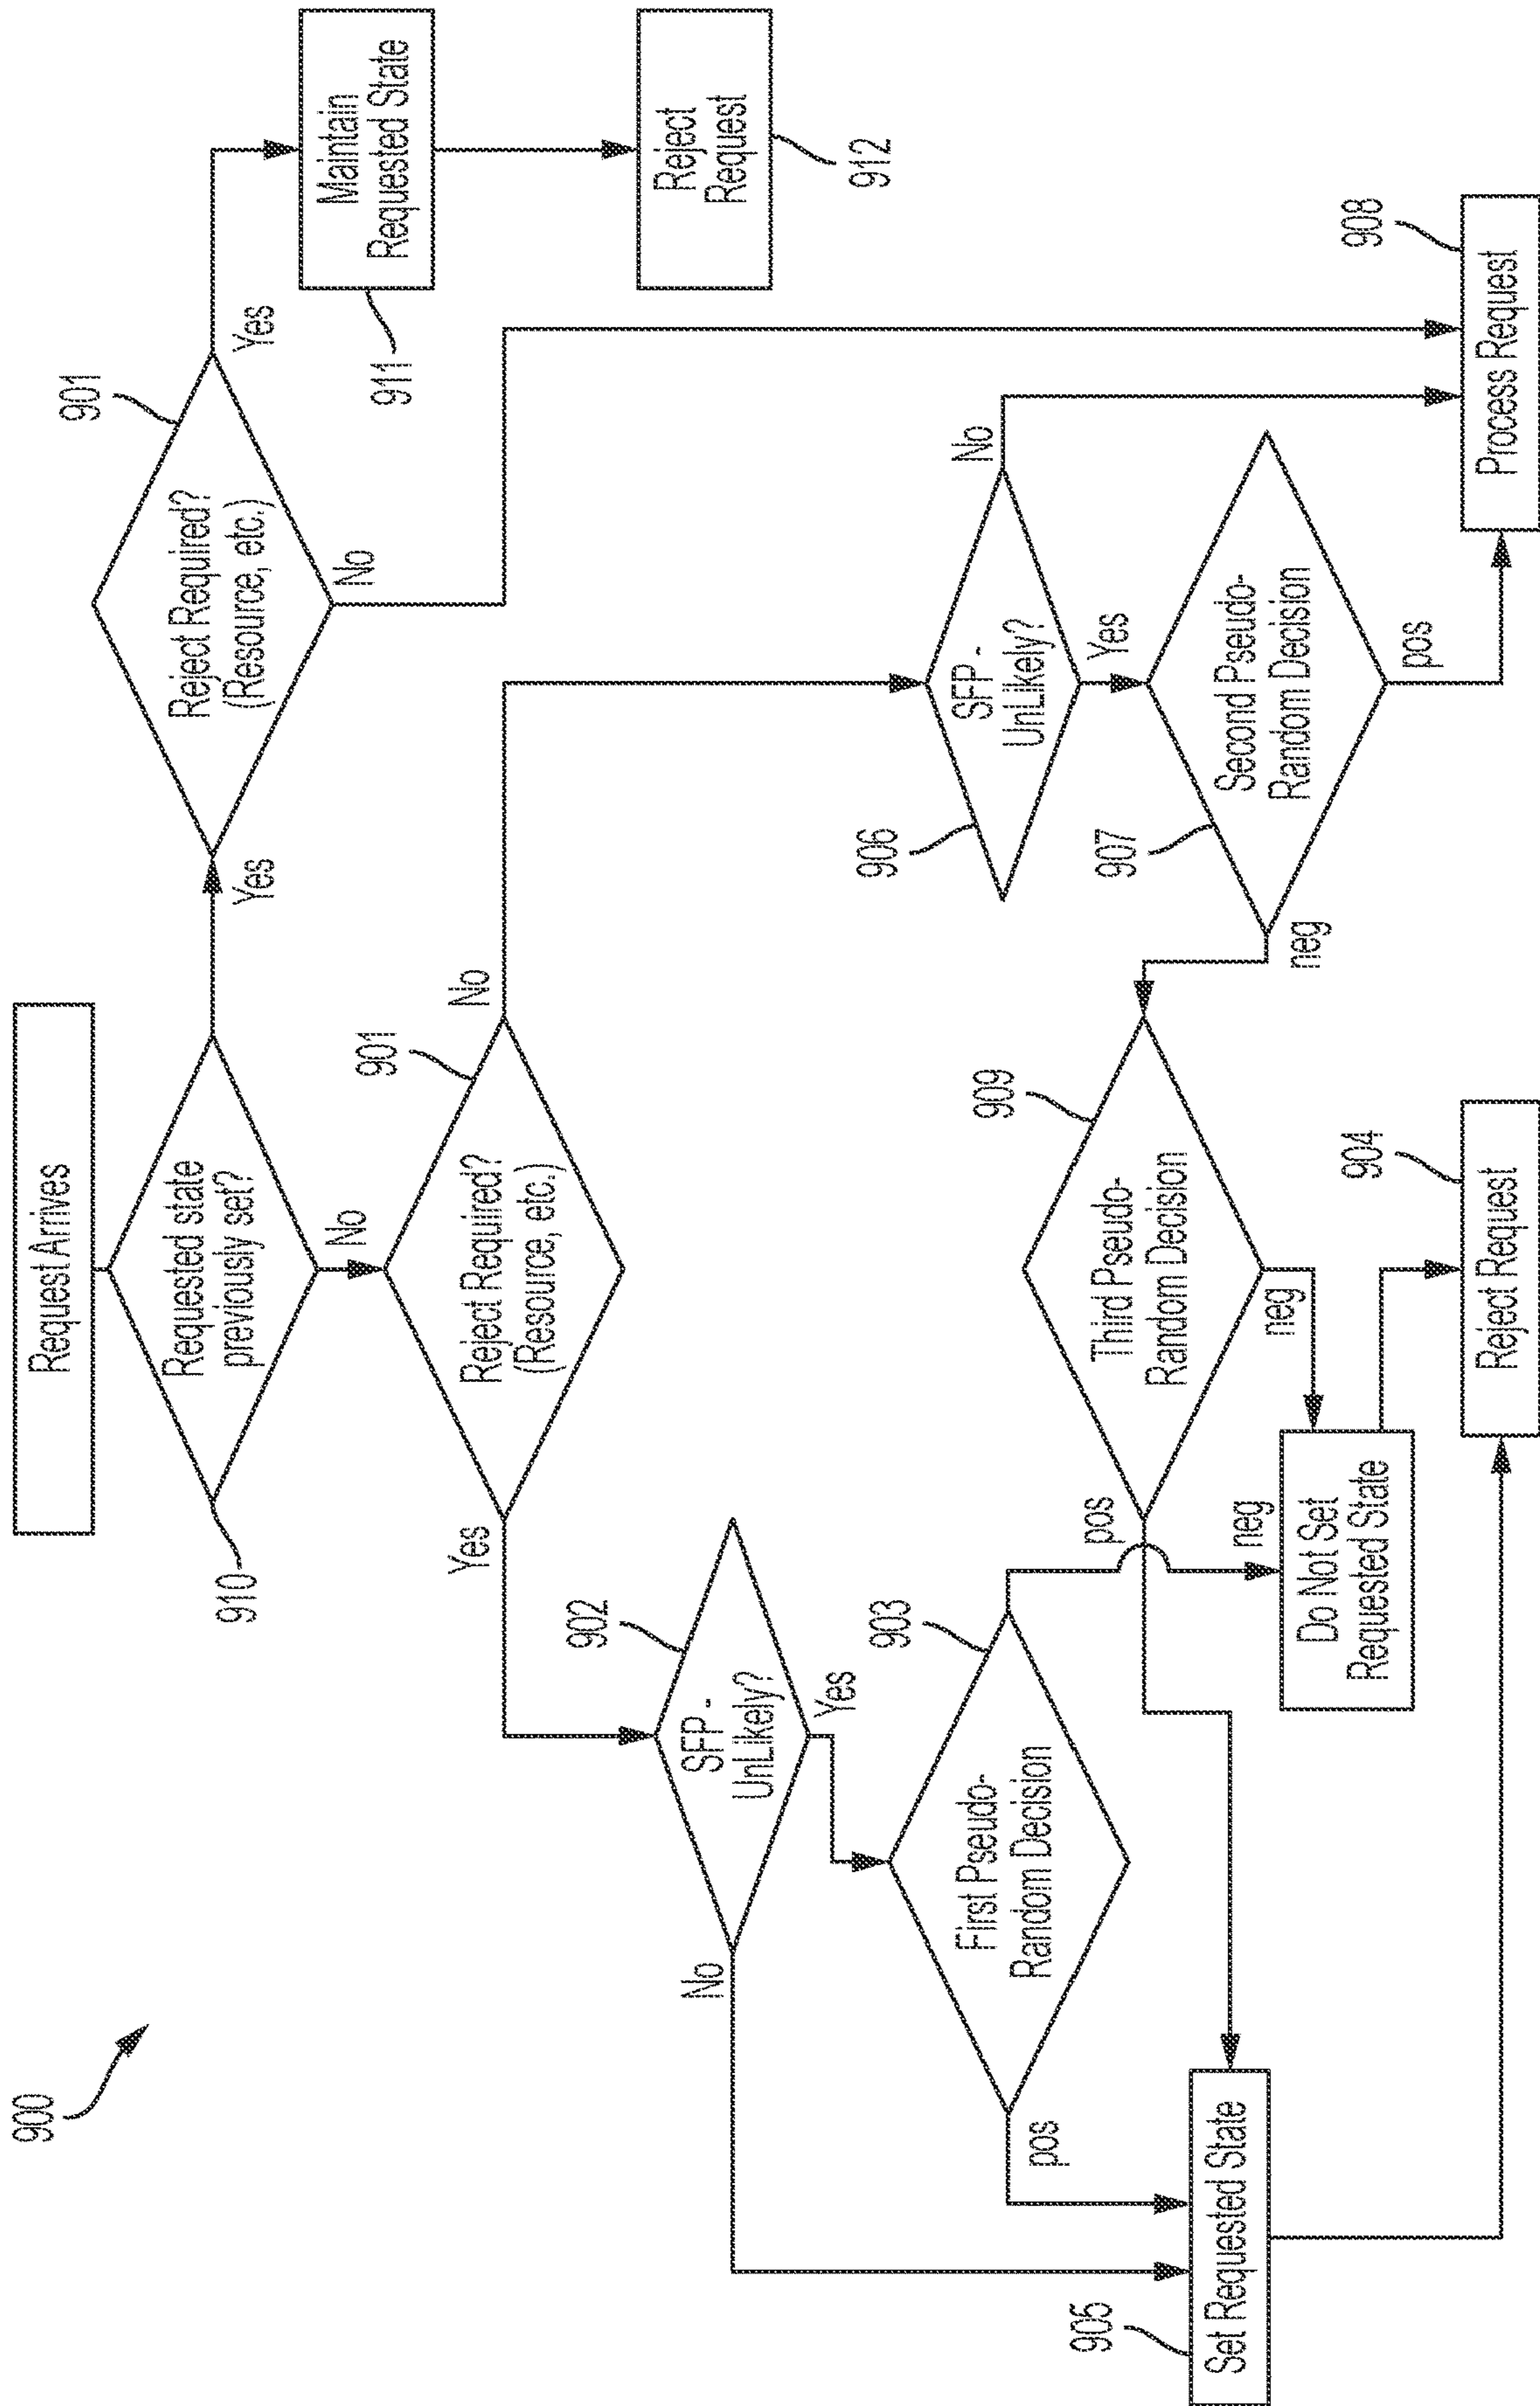 900
Request Arrives
910
Requested state
previously set?
Yes
No
901
Reject Required?
(Resource, etc.)
Yes
No
Maintain
Requested State
911
Reject
Request
912
901
Reject Required?
(Resource, etc.)
Yes
No
902
SFP -
UnLikely?
No
Yes
903
First Pseudo-
Random Decision
pos
neg
906
SFP -
UnLikely?
No
Yes
907
Second Pseudo-
Random Decision
neg
pos
909
Third Pseudo-
Random Decision
pos
neg
905
Set Requested State
Do Not Set
Requested State
904
Reject Request
908
Process Request